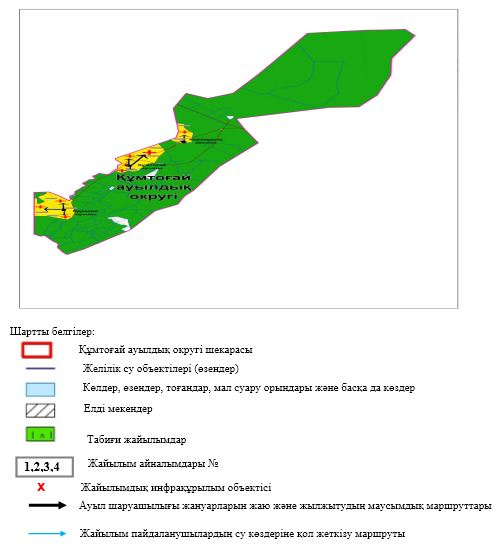 Құмтоғай
ауылдық
округі
Шартты белгілер:
Құмтоғай ауылдық округі шекарасы
Желілік су объектілері (өзендер)
Көлдер, өзендер, тоғандар, мал суару орындары және басқа да көздер
Елді мекендер
Табиғи жайылымдар
1,2,3,4 Жайылым айналымдары №
X Жайылымдық инфрақұрылым объектісі
Ауыл шаруашылығы жануарларын жаю және жылжытудың маусымдық маршруттары
Жайылым пайдаланушылардың су көздеріне қол жеткізу маршруты